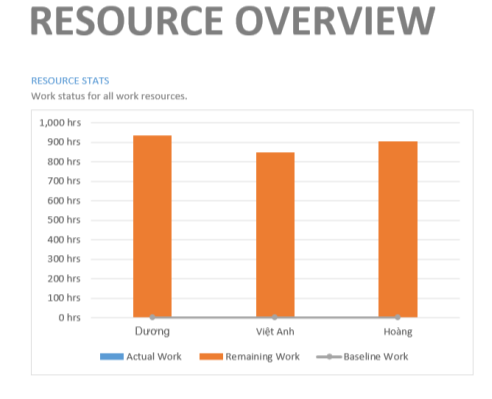 RESOURCE OVERVIEW
RESOURCE STATS
Work status for all work resources.
1,000 hrs
900 hrs
800 hrs
700 hrs
600 hrs
500 hrs
400 hrs
300 hrs
200 hrs
100 hrs
0 hrs
Dương Việt Anh Hoàng
Actual Work Remaining Work Baseline Work